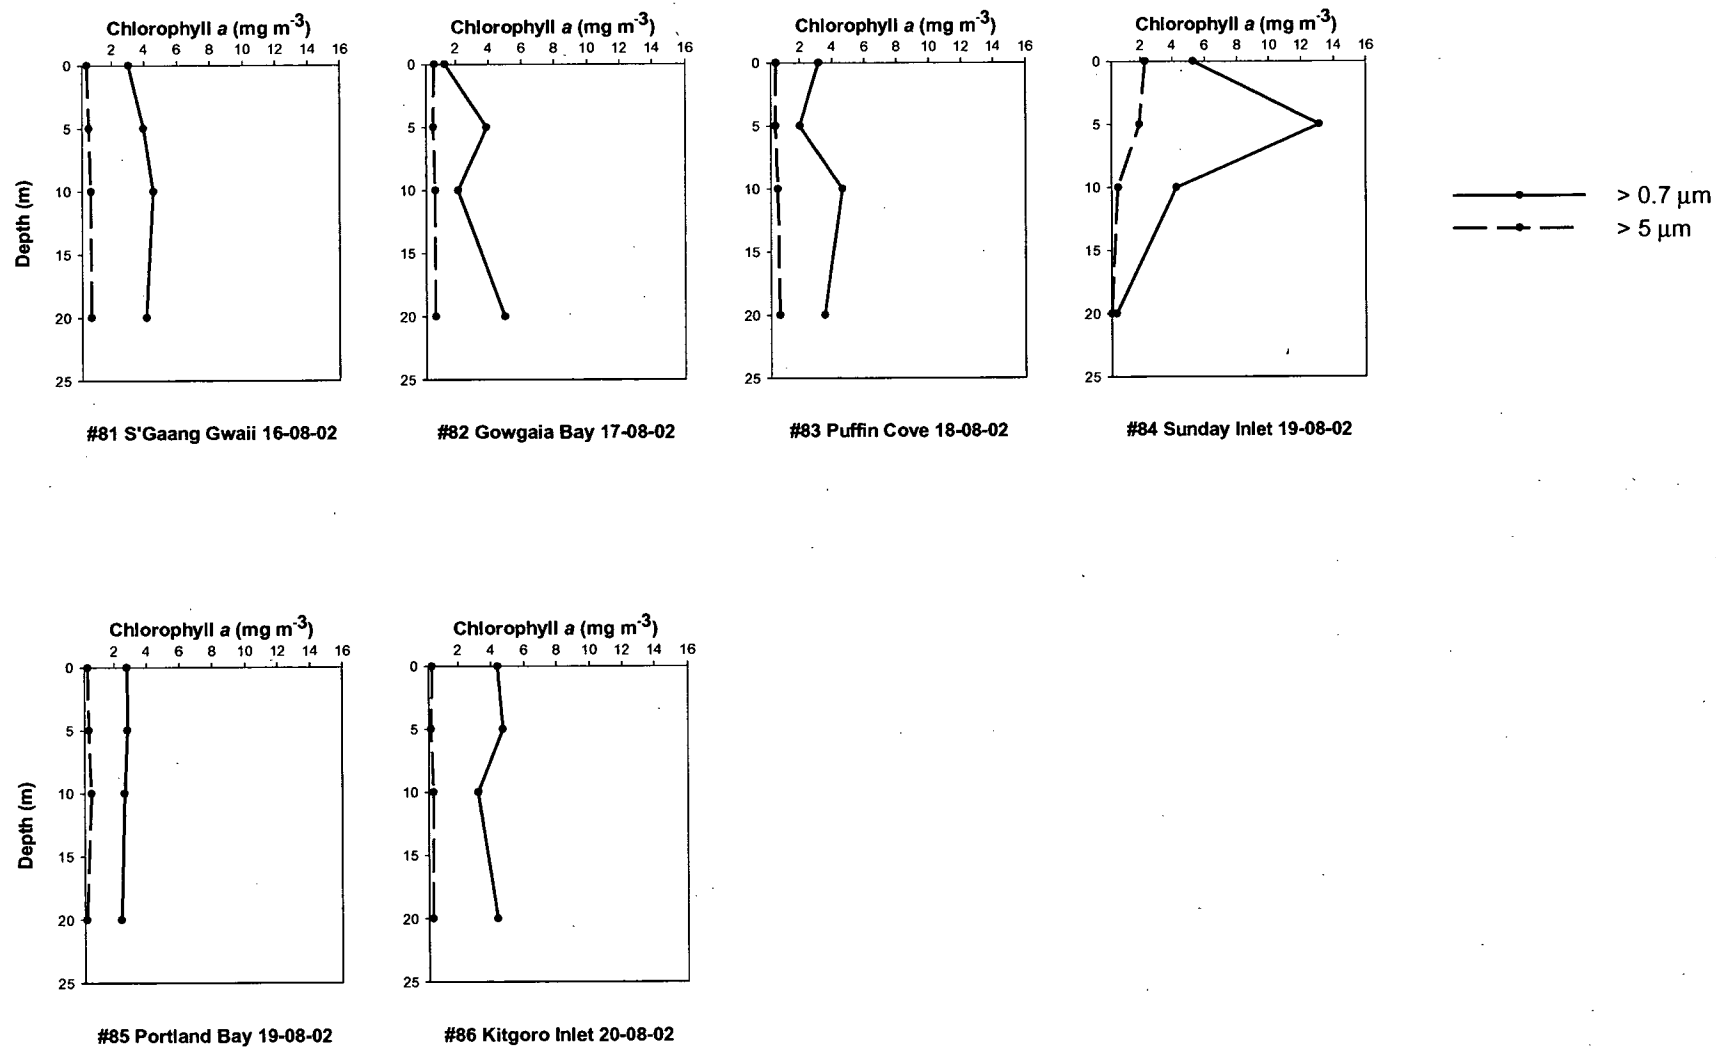 Chlorophyll a (mg m-3)
2 4 6 8 10 12 14 16
0
5
10
15
20
25
Depth (m)
#81 S'Gaang Gwaii 16-08-02
Chlorophyll a (mg m-3)
2 4 6 8 10 12 14 16
0
5
10
15
20
25
#82 Gowgaia Bay 17-08-02
Chlorophyll a (mg m-3)
2 4 6 8 10 12 14 16
0
5
10
15
20
25
#83 Puffin Cove 18-08-02
Chlorophyll a (mg m-3)
2 4 6 8 10 12 14 16
0
5
10
15
20
25
#84 Sunday Inlet 19-08-02
> 0.7 µm
> 5 µm
Chlorophyll a (mg m-3)
2 4 6 8 10 12 14 16
0
5
10
15
20
25
Depth (m)
#85 Portland Bay 19-08-02
Chlorophyll a (mg m-3)
2 4 6 8 10 12 14 16
0
5
10
15
20
25
#86 Kitgoro Inlet 20-08-02